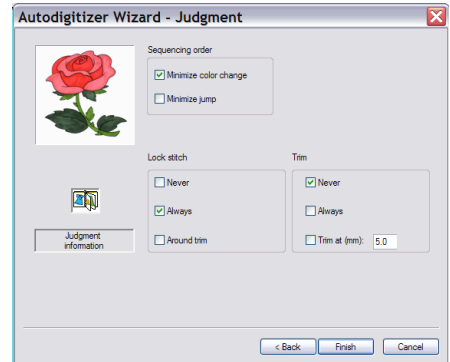 Autodigitizer Wizard - Judgment
Sequencing order
Minimize color change
Minimize jump
Lock stitch
Trim
Never
Never
Always
Always
Around trim
Trim at (mm): 5.0
Judgment
information
< Back
Finish
Cancel